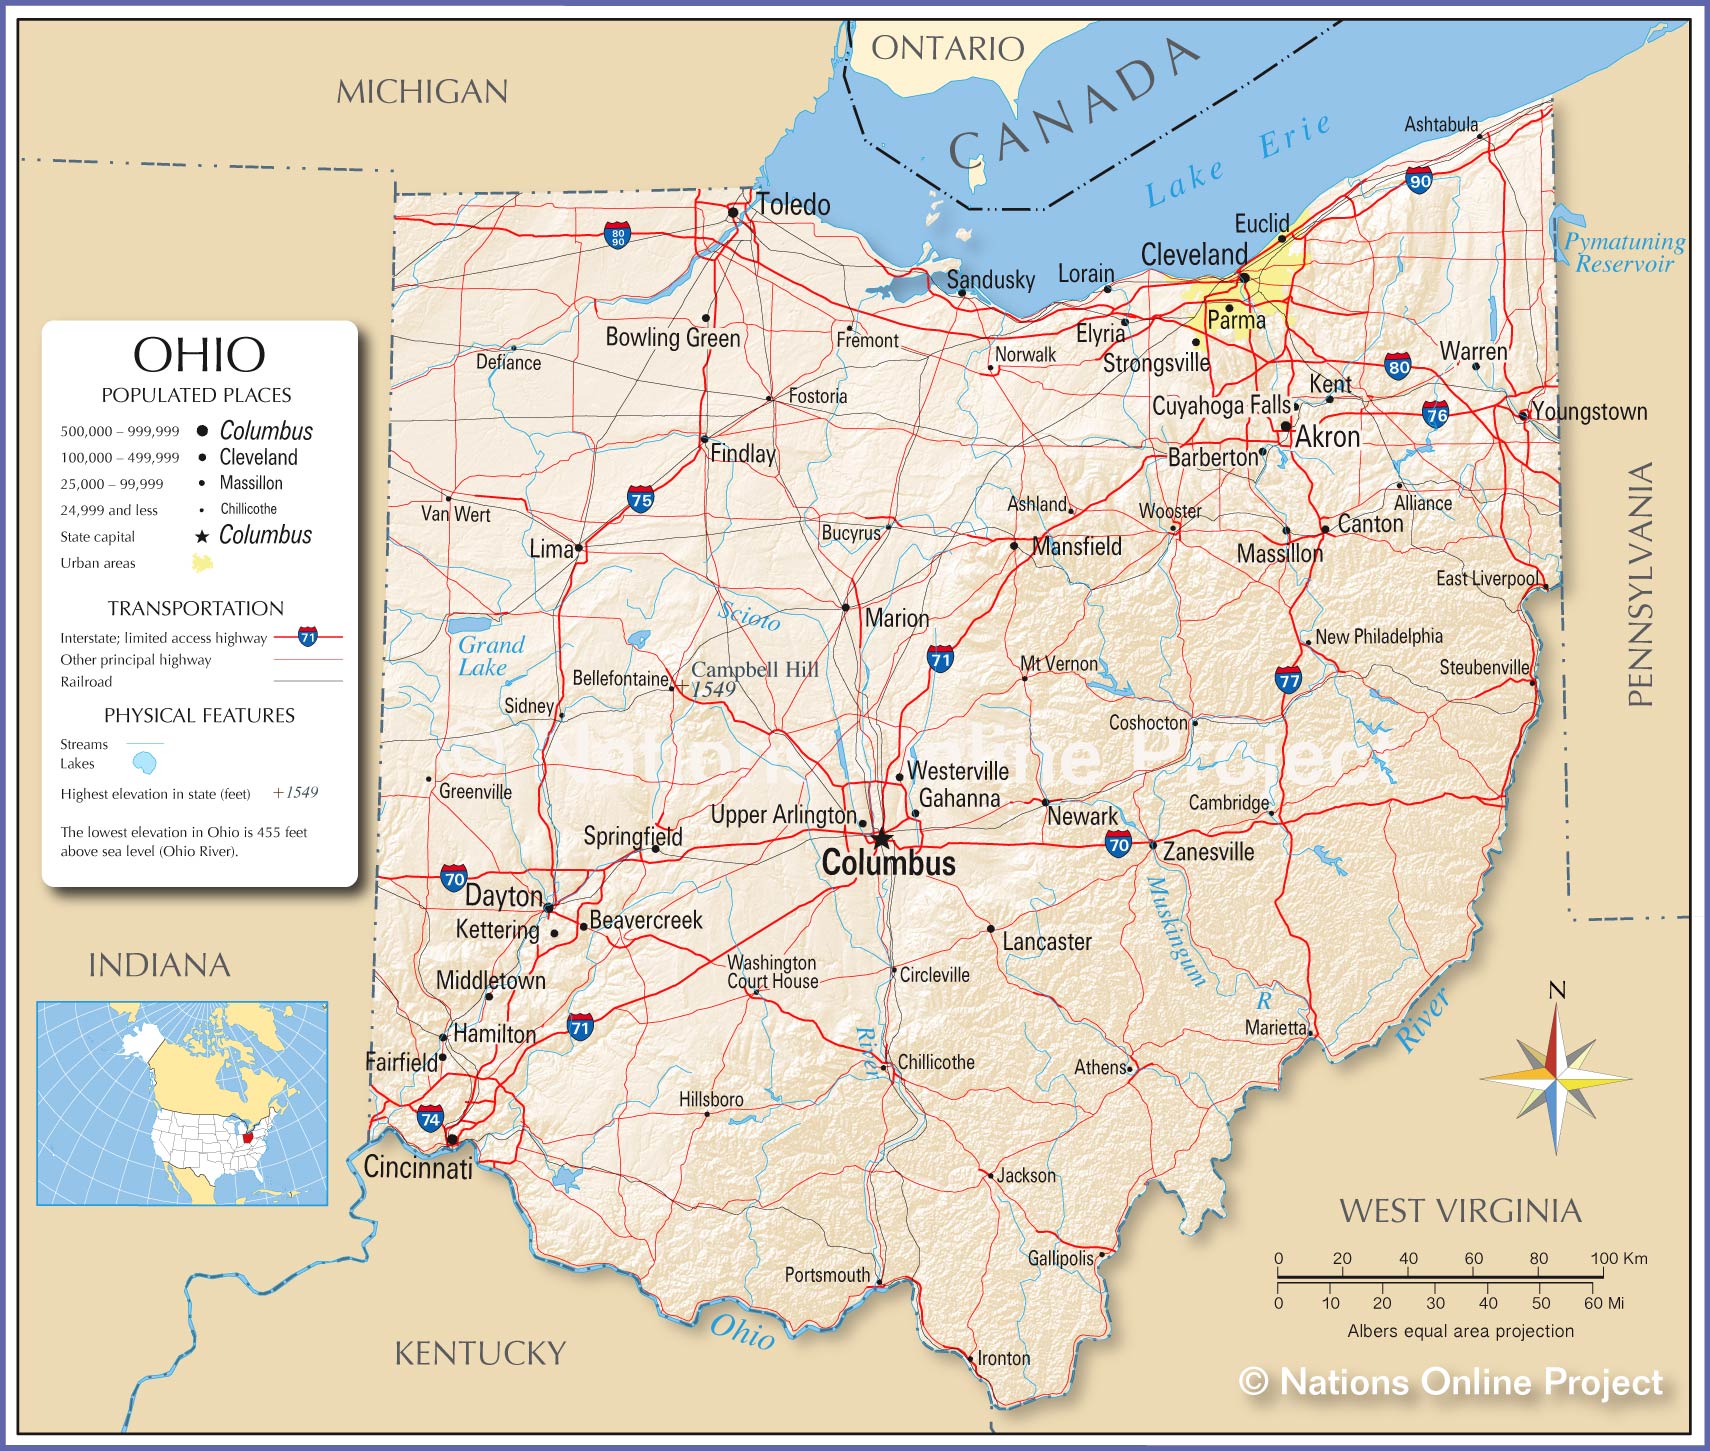 MICHIGAN
ONTARIO
CANADA
Lake Erie
Ashtabula
90
Toledo
80
90
Euclid
Cleveland
Pymatuning
Reservoir
Sandusky
Lorain
Parma
Elyria
Strongsville
Bowling Green
Fremont
Norwalk
Defiance
Warren
80
Kent
Fostoria
Cuyahoga Falls
76
Youngstown
Akron
Findlay
Barberton
75
Van Wert
Ashland
Wooster
Alliance
Bucyrus
Canton
Lima
Mansfield
Massillon
East Liverpool
PENNSYLVANIA
Scioto
Marion
Grand
Lake
New Philadelphia
71
Mt Vernon
Steubenville
Campbell Hill
1549
Bellefontaine
77
Sidney
Coshocton
© Nations Online Project
Westerville
Greenville
Gahanna
Cambridge
Upper Arlington
Newark
Springfield
70
Zanesville
Columbus
70
Dayton
Beavercreek
Kettering
Muskingum
R
Lancaster
Washington
Court House
Circleville
Middletown
71
Hamilton
Marietta
River
River
Fairfield
Chillicothe
Athens
Hillsboro
74
Cincinnati
Jackson
Gallipolis
Portsmouth
Ohio
Ironton
INDIANA
KENTUCKY
WEST VIRGINIA
N
OHIO
POPULATED PLACES
500,000 – 999,999 Columbus
100,000 – 499,999 Cleveland
25,000 – 99,999 Massillon
24,999 and less Chillicothe
State capital Columbus
Urban areas
TRANSPORTATION
Interstate; limited access highway 71
Other principal highway
Railroad
PHYSICAL FEATURES
Streams
Lakes
Highest elevation in state (feet) +1549
The lowest elevation in Ohio is 455 feet
above sea level (Ohio River).
0 20 40 60 80 100 Km
0 10 20 30 40 50 60 Mi
Albers equal area projection
© Nations Online Project